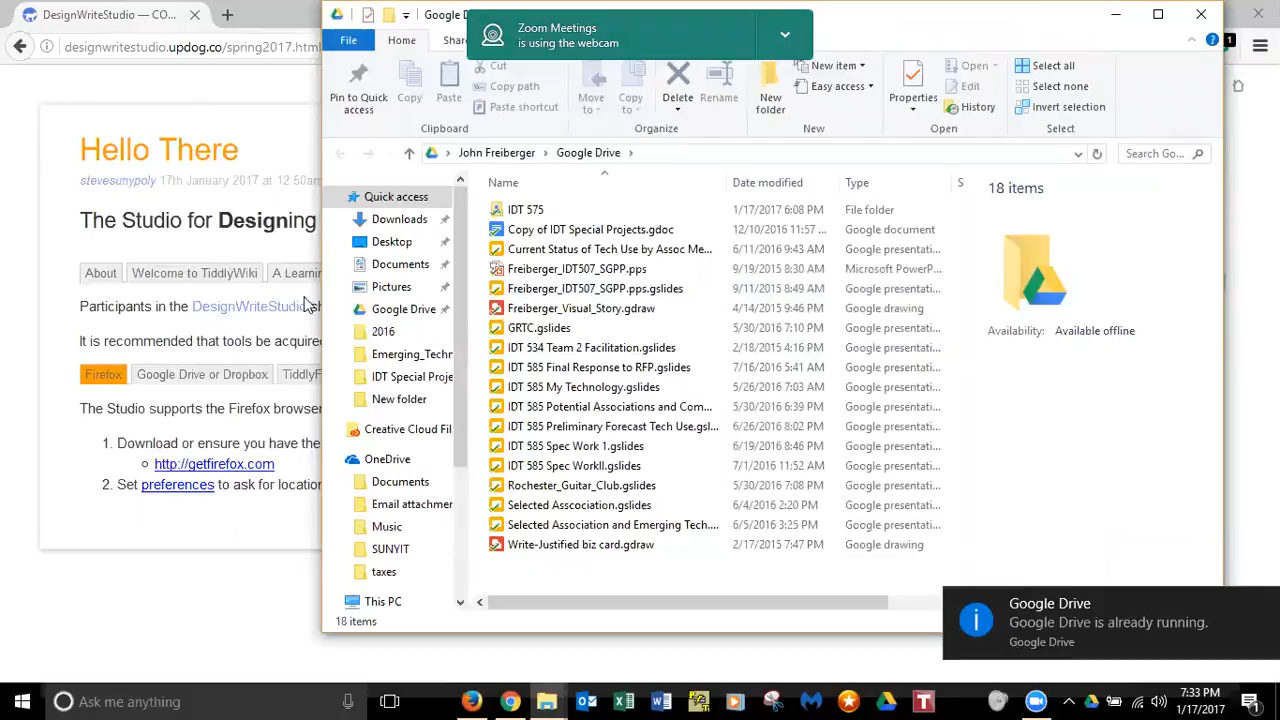 DesignWriteStudio — CO...
designwritestudio.updog.co/spring2017.html
Google D
Zoom Meetings
is using the webcam
File
Home
Shar
Pin to Quick access
Copy
Paste
Cut
Copy path
Paste shortcut
Clipboard
Move to
Copy to
Delete
Rename
Organize
New folder
New item
Easy access
New
Properties
Open
Edit
History
Open
Select all
Select none
Invert selection
Select
John Freiberger > Google Drive >
Search Go...
Hello There
stevesunypoly 17th January 2017 at 12:50am
The Studio for Designing
About
Welcome to TiddlyWiki
A Learnin
Participants in the DesignWriteStudio sh
It is recommended that tools be acquired
Firefox
Google Drive or Dropbox
TiddlyF
The Studio supports the Firefox browser
1. Download or ensure you have the
http://getfirefox.com
2. Set preferences to ask for location
Quick access
Downloads
Desktop
Documents
Pictures
Google Drive
2016
Emerging_Techn
IDT Special Proje
New folder
Creative Cloud Fil
OneDrive
Documents
Email attachmer
Music
SUNYIT
taxes
This PC
Name Date modified Type S
IDT 575 1/17/2017 6:08 PM File folder
Copy of IDT Special Projects.gdoc 12/10/2016 11:57 ... Google document
Current Status of Tech Use by Assoc Me... 6/11/2016 9:43 AM Google presentati...
Freiberger_IDT507_SGPP.pps 9/19/2015 8:30 AM Microsoft PowerP...
Freiberger_IDT507_SGPP.pps.gslides 9/11/2015 8:49 AM Google presentati...
Freiberger_Visual_Story.gdraw 4/14/2015 9:46 PM Google drawing
GRTC.gslides 5/30/2016 7:10 PM Google presentati...
IDT 534 Team 2 Facilitation.gslides 2/18/2015 4:16 PM Google presentati...
IDT 585 Final Response to RFP.gslides 7/16/2016 5:41 AM Google presentati...
IDT 585 My Technology.gslides 5/26/2016 7:03 AM Google presentati...
IDT 585 Potential Associations and Com... 5/30/2016 6:39 PM Google presentati...
IDT 585 Preliminary Forecast Tech Use.gsl... 6/26/2016 8:02 PM Google presentati...
IDT 585 Spec Work 1.gslides 6/19/2016 8:46 PM Google presentati...
IDT 585 Spec WorkII.gslides 7/1/2016 11:52 AM Google presentati...
Rochester_Guitar_Club.gslides 5/30/2016 7:08 PM Google presentati...
Selected Asscociation.gslides 6/4/2016 2:20 PM Google presentati...
Selected Association and Emerging Tech.... 6/5/2016 3:25 PM Google presentati...
Write-Justified biz card.gdraw 2/17/2015 7:47 PM Google drawing
18 items
Availability: Available offline
18 items
Google Drive
Google Drive is already running.
Google Drive
Ask me anything
7:33 PM
1/17/2017